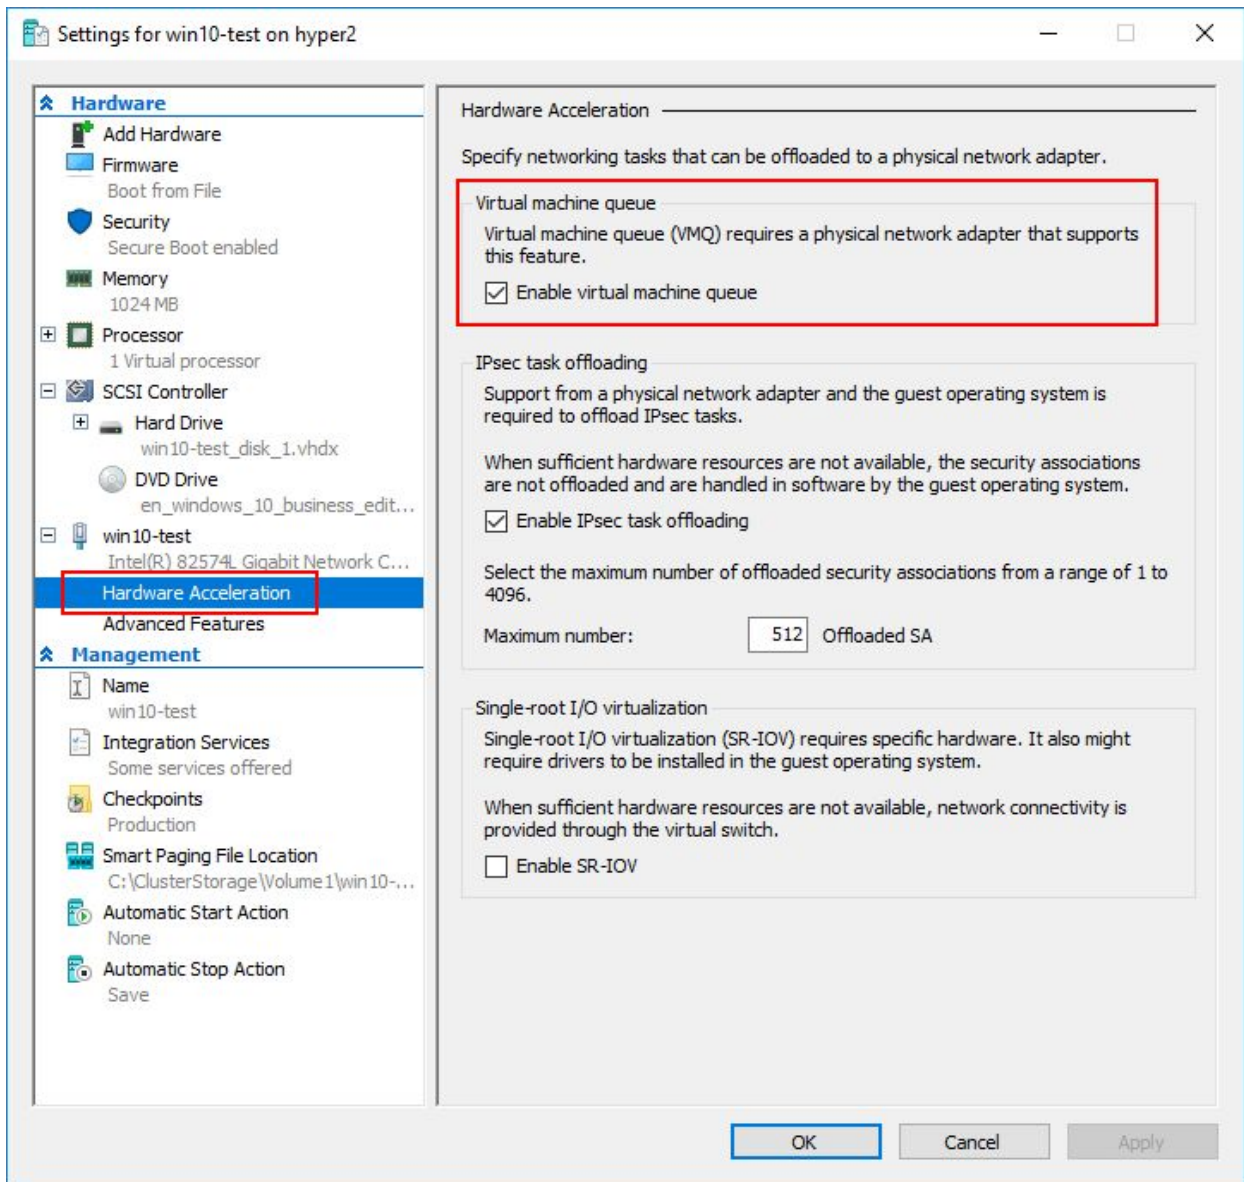 Settings for win10-test on hyper2
Hardware
Add Hardware
Firmware
Boot from File
Security
Secure Boot enabled
Memory
1024 MB
Processor
1 Virtual processor
SCSI Controller
Hard Drive
win10-test_disk_1.vhdx
DVD Drive
en_windows_10_business_edit...
win10-test
Intel(R) 82574L Gigabit Network C...
Hardware Acceleration
Advanced Features
Management
Name
win10-test
Integration Services
Some services offered
Checkpoints
Production
Smart Paging File Location
C:\ClusterStorage\Volume1\win10-...
Automatic Start Action
None
Automatic Stop Action
Save
Hardware Acceleration
Specify networking tasks that can be offloaded to a physical network adapter.
Virtual machine queue
Virtual machine queue (VMQ) requires a physical network adapter that supports
this feature.
Enable virtual machine queue
IPsec task offloading
Support from a physical network adapter and the guest operating system is
required to offload IPsec tasks.
When sufficient hardware resources are not available, the security associations
are not offloaded and are handled in software by the guest operating system.
Enable IPsec task offloading
Select the maximum number of offloaded security associations from a range of 1 to
4096.
Maximum number: 512 Offloaded SA
Single-root I/O virtualization
Single-root I/O virtualization (SR-IOV) requires specific hardware. It also might
require drivers to be installed in the guest operating system.
When sufficient hardware resources are not available, network connectivity is
provided through the virtual switch.
Enable SR-IOV
OK Cancel Apply